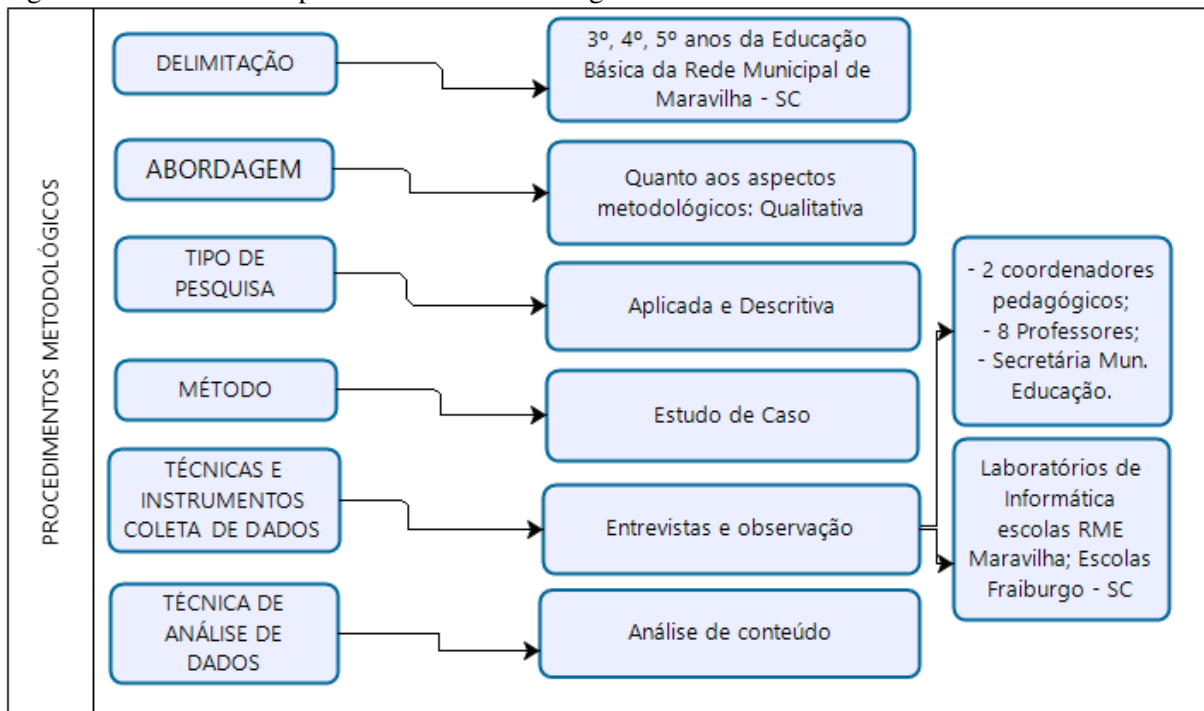 PROCEDIMENTOS METODOLÓGICOS
DELIMITAÇÃO
3º, 4º, 5º anos da Educação
Básica da Rede Municipal de
Maravilha - SC
ABORDAGEM
Quanto aos aspectos
metodológicos: Qualitativa
TIPO DE
PESQUISA
Aplicada e Descritiva
MÉTODO
Estudo de Caso
TÉCNICAS E
INSTRUMENTOS
COLETA DE DADOS
Entrevistas e observação
- 2 coordenadores
pedagógicos;
- 8 Professores;
- Secretária Mun.
Educação.
Laboratórios de
Informática
escolas RME
Maravilha; Escolas
Fraiburgo - SC
TÉCNICA DE
ANÁLISE DE
DADOS
Análise de conteúdo